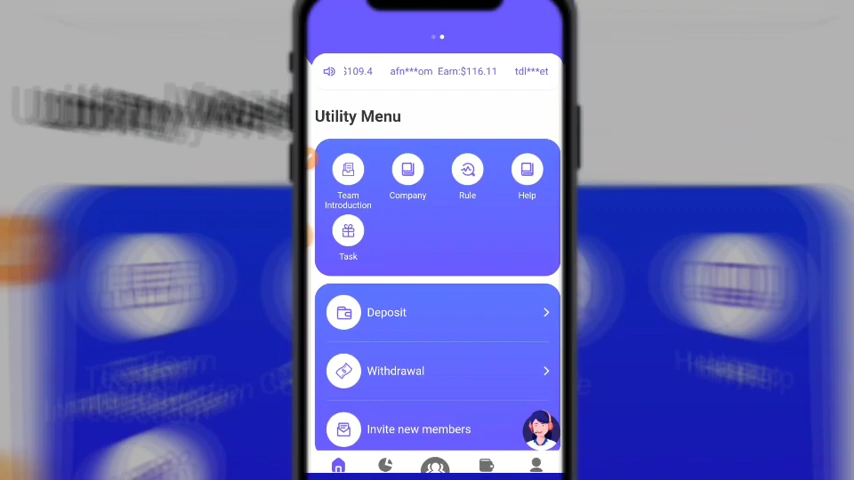 $109.4 afn***om Earn:$116.11 tdl***et
Utility Menu
Team Introduction
Company
Rule
Help
Task
Deposit
Withdrawal
Invite new members